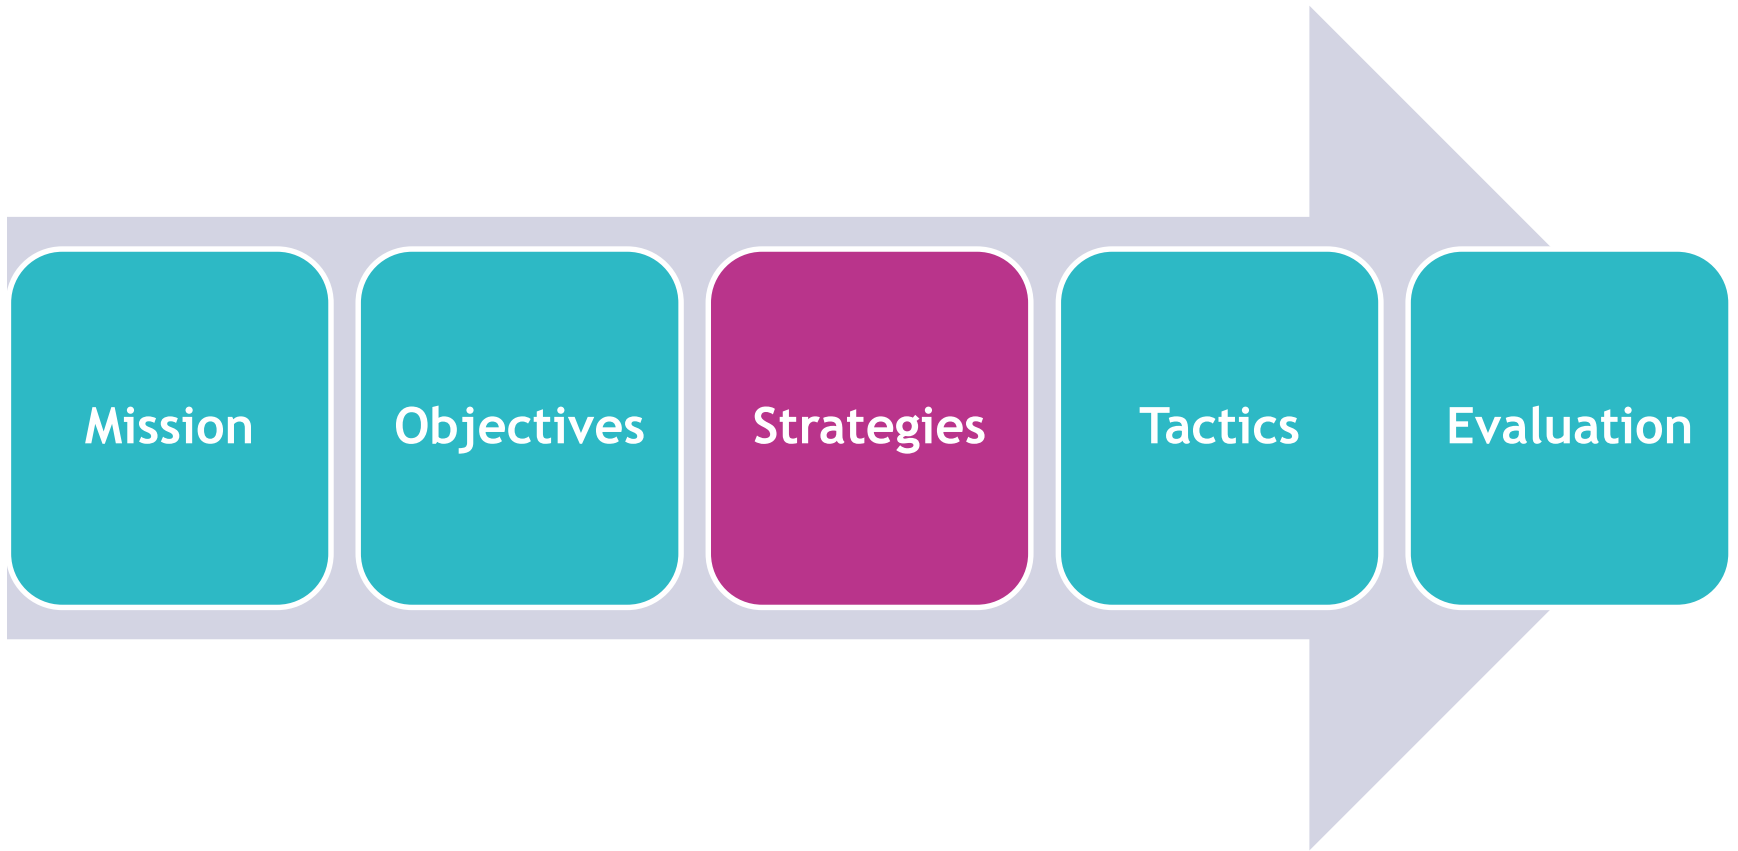 Mission
Objectives
Strategies
Tactics
Evaluation